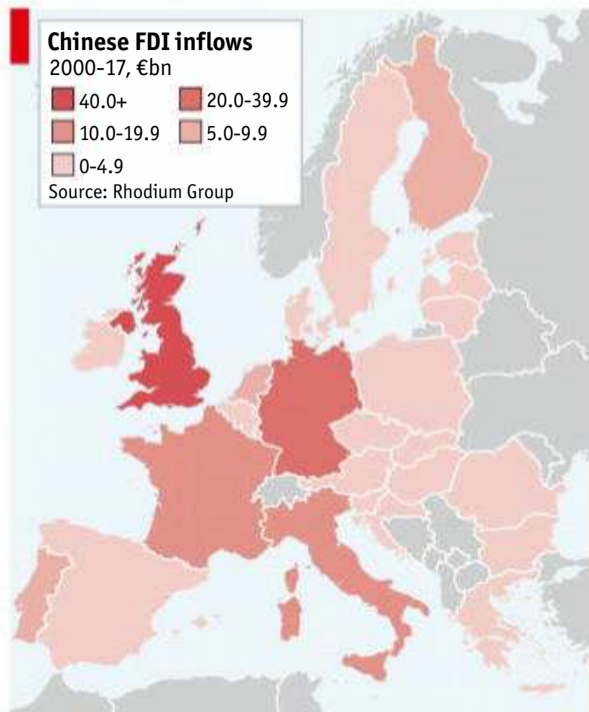 Chinese FDI inflows
2000-17, €bn
40.0+ 20.0-39.9
10.0-19.9 5.0-9.9
0-4.9
Source: Rhodium Group